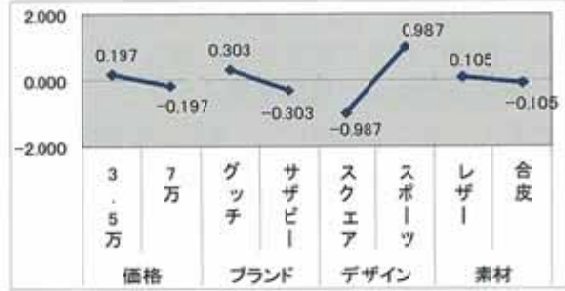 2.000
0.000
-2.000
0.197
-0.197
0.303
-0.303
-0.987
0.987
0.105
-0.105
3.5万
7万
グッチ
サザビー
スクエア
スポーツ
レザー
合皮
価格
ブランド
デザイン
素材